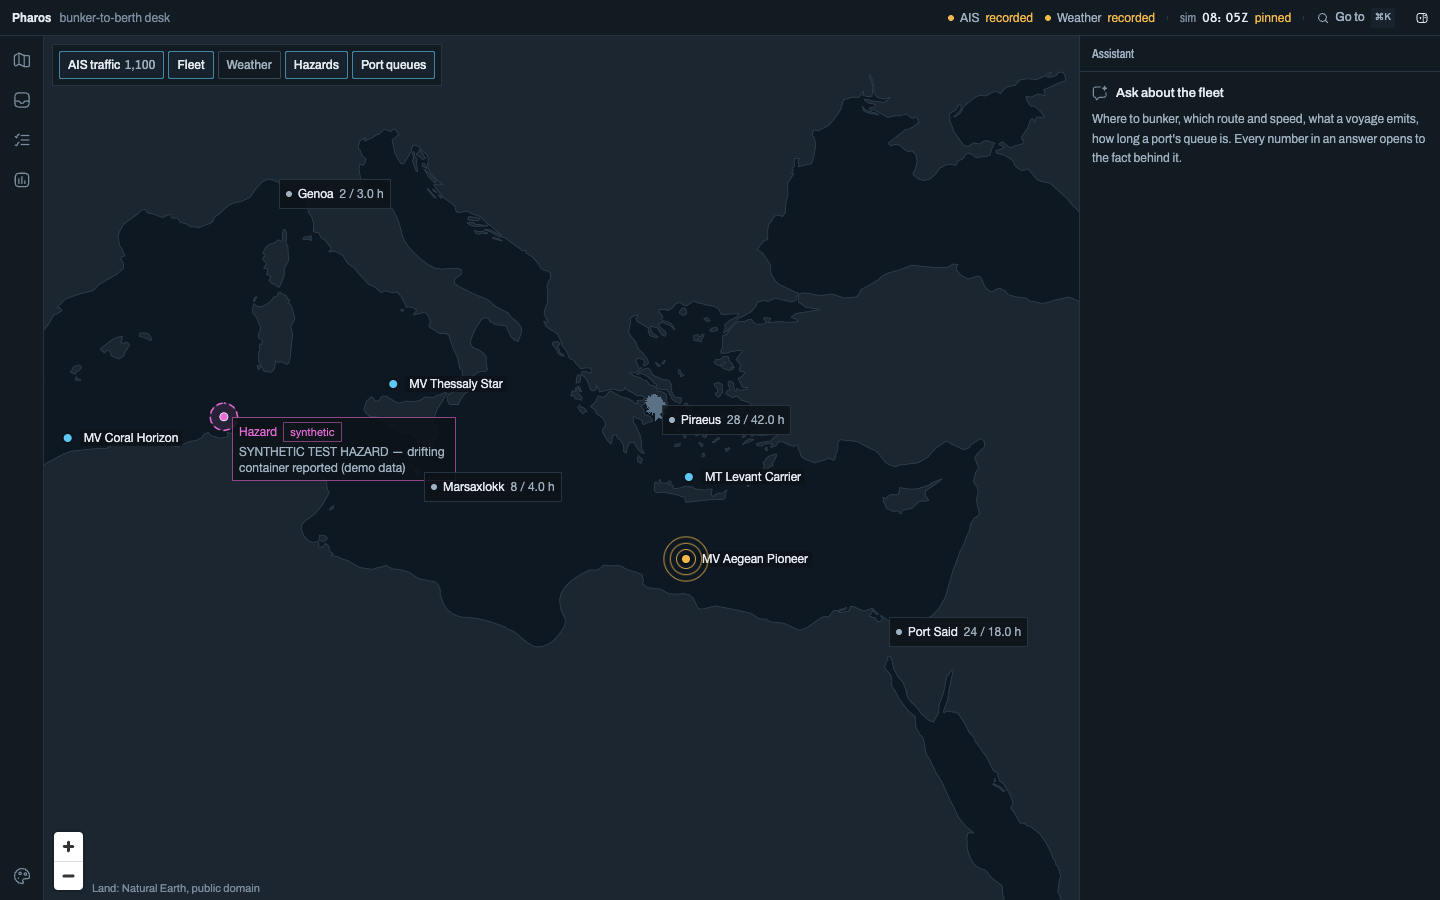 Pharos bunker-to-berth desk
AIS recorded Weather recorded sim 08:05Z pinned Go to ⌘K
AIS traffic 1,100 Fleet Weather Hazards Port queues
Assistant
Ask about the fleet
Where to bunker, which route and speed, what a voyage emits,
how long a port's queue is. Every number in an answer opens to
the fact behind it.
Genoa 2 / 3.0 h
MV Thessaly Star
Piraeus 28 / 42.0 h
MV Coral Horizon
Hazard synthetic
SYNTHETIC TEST HAZARD — drifting
container reported (demo data)
MT Levant Carrier
Marsaxlokk 8 / 4.0 h
MV Aegean Pioneer
Port Said 24 / 18.0 h
+
−
Land: Natural Earth, public domain